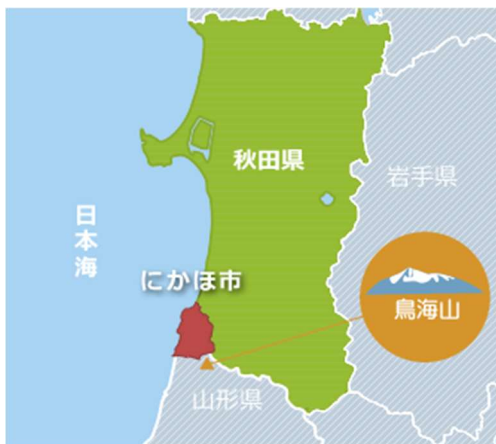 秋田県
岩手県
日本海
にかほ市
鳥海山
山形県